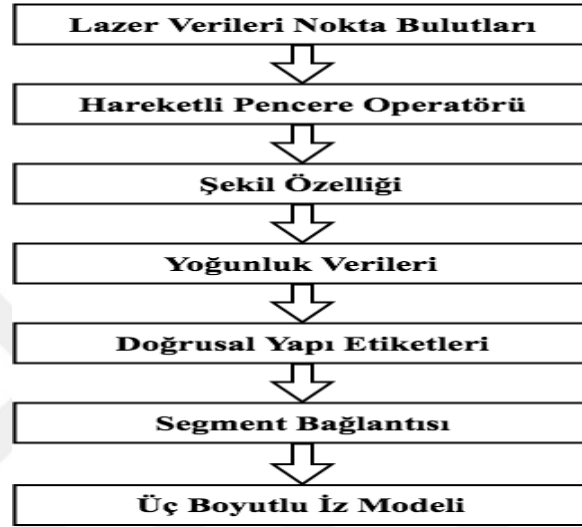 Lazer Verileri Nokta Bulutları
Hareketli Pencere Operatörü
Şekil Özelliği
Yoğunluk Verileri
Doğrusal Yapı Etiketleri
Segment Bağlantısı
Üç Boyutlu İz Modeli